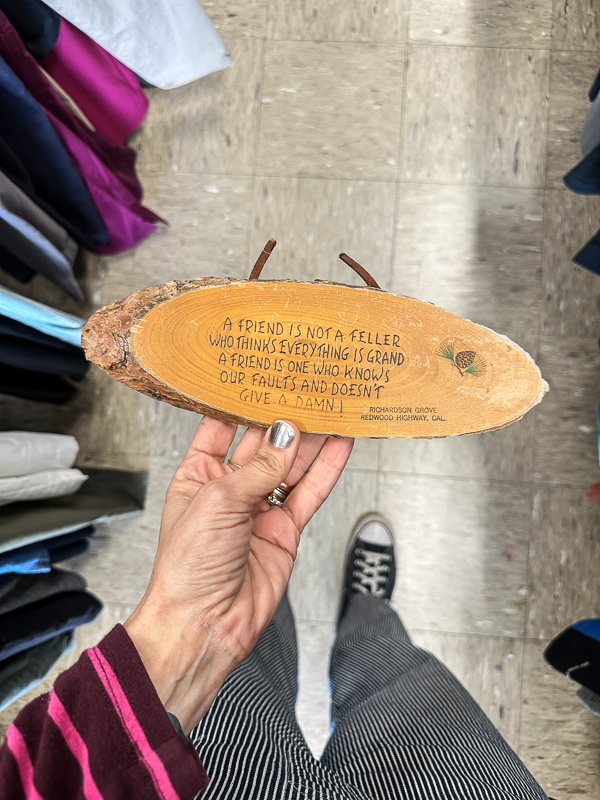 A FRIEND IS NOT A FELLER
WHO THINKS EVERYTHING IS GRAND
A FRIEND IS ONE WHO KNOWS
OUR FAULTS AND DOESN'T
GIVE A DAMN!
RICHARDSON GROVE
REDWOOD HIGHWAY, CAL.